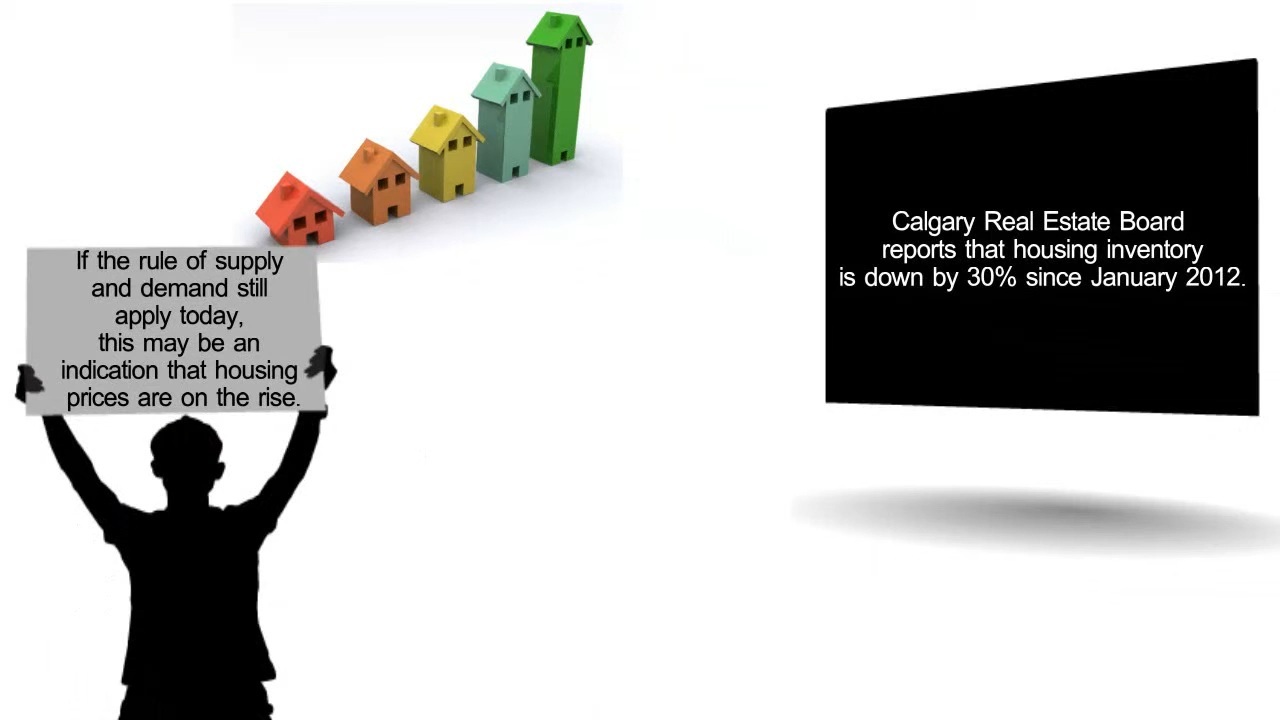 If the rule of supply
and demand still
apply today,
this may be an
indication that housing
prices are on the rise.
Calgary Real Estate Board
reports that housing inventory
is down by 30% since January 2012.